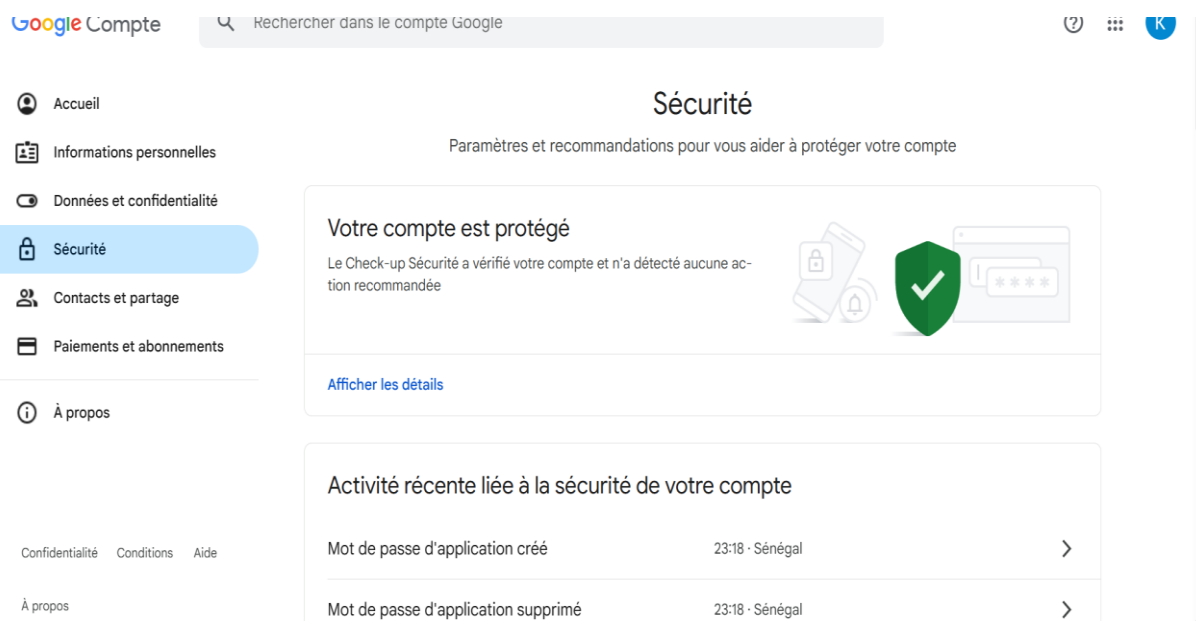 Google Compte
Rechercher dans le compte Google
K
Accueil
Informations personnelles
Données et confidentialité
Sécurité
Contacts et partage
Paiements et abonnements
À propos
Confidentialité Conditions Aide
À propos
Sécurité
Paramètres et recommandations pour vous aider à protéger votre compte
Votre compte est protégé
Le Check-up Sécurité a vérifié votre compte et n'a détecté aucune ac-
tion recommandée
****
Afficher les détails
Activité récente liée à la sécurité de votre compte
Mot de passe d'application créé 23:18 · Sénégal
Mot de passe d'application supprimé 23:18 · Sénégal